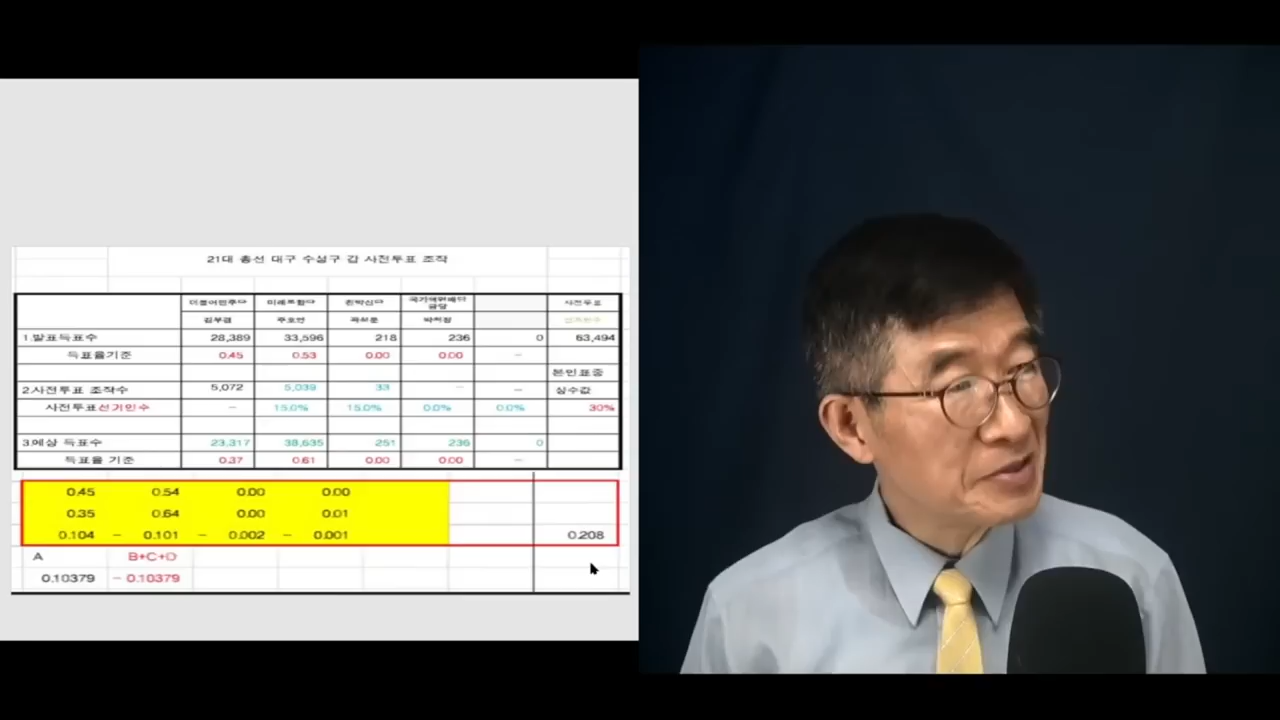 21대 총선 대구 수성구 갑 사전투표 조작
더불어민주당 미래통합당 친박신당 사전투표
김부겸 주호영
1.발표득표수 28,389 33,596 218 236 0 63,494
득표율기준 0.45 0.53 0.00 0.00 –
본인표중
2.사전투표 조작수 5,072 5,039 33 – – 상수값
사전투표선거인수 – 15.0% 15.0% 0.0% 0.0% 30%
3.예상 득표수 23,317 38,635 251 236 0
득표율 기준 0.37 0.61 0.00 0.00 –
0.45 0.54 0.00 0.00
0.35 0.64 0.00 0.01
0.104 – 0.101 – 0.002 – 0.001 0.208
A B+C+D
0.10379 – 0.10379